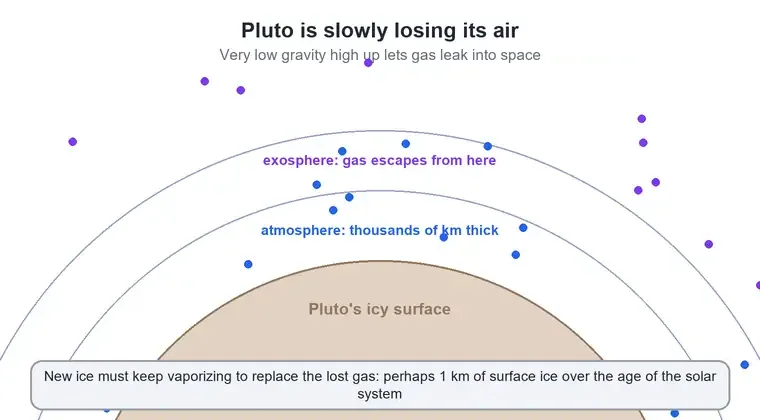 Pluto is slowly losing its air
Very low gravity high up lets gas leak into space
exosphere: gas escapes from here
atmosphere: thousands of km thick
Pluto's icy surface
New ice must keep vaporizing to replace the lost gas: perhaps 1 km of surface ice over the age of the solar
system